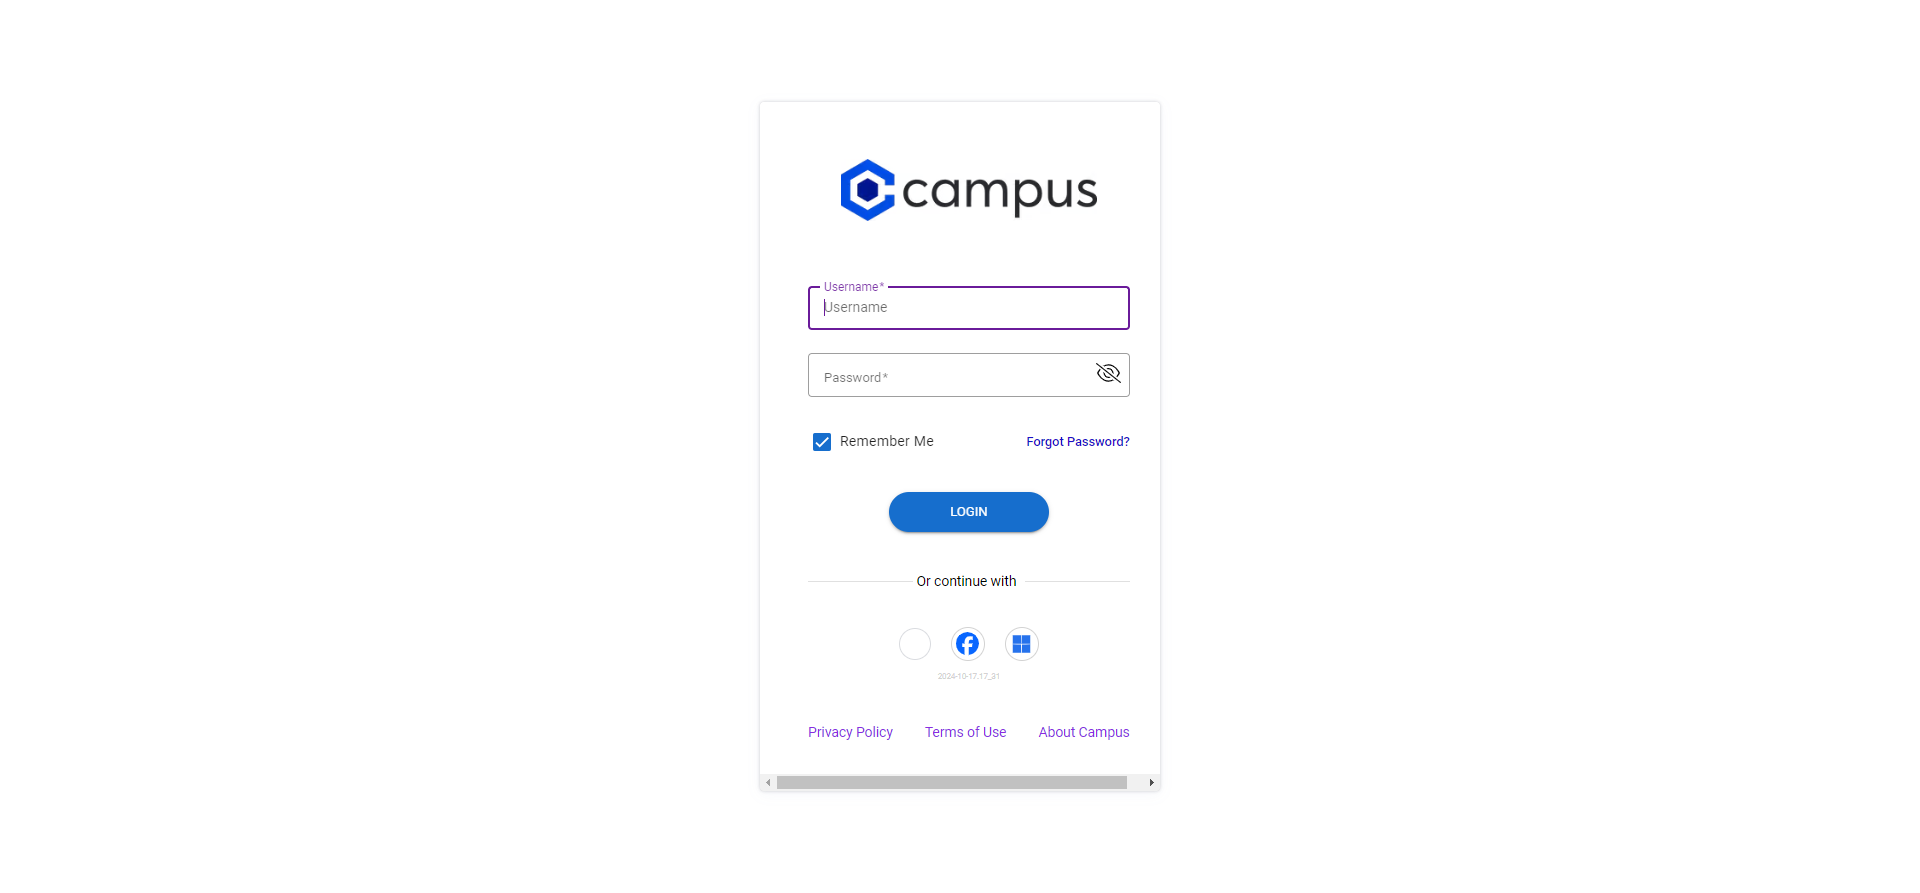 campus
Username*
Username
Password*
Remember Me
Forgot Password?
LOGIN
Or continue with
2024-10-17.17_31
Privacy Policy
Terms of Use
About Campus